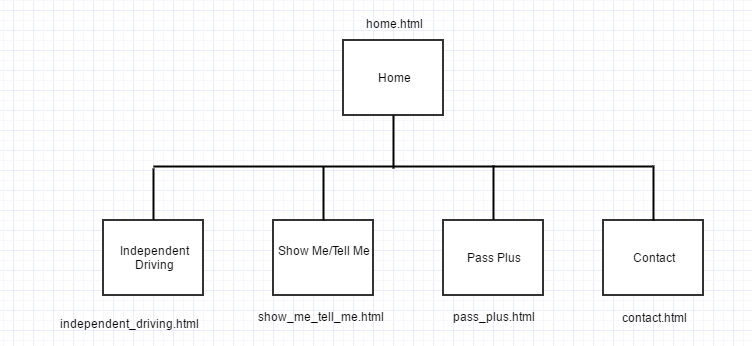 home.html
Home
Independent
Driving
Show Me/Tell Me
Pass Plus
Contact
independent_driving.html
show_me_tell_me.html
pass_plus.html
contact.html